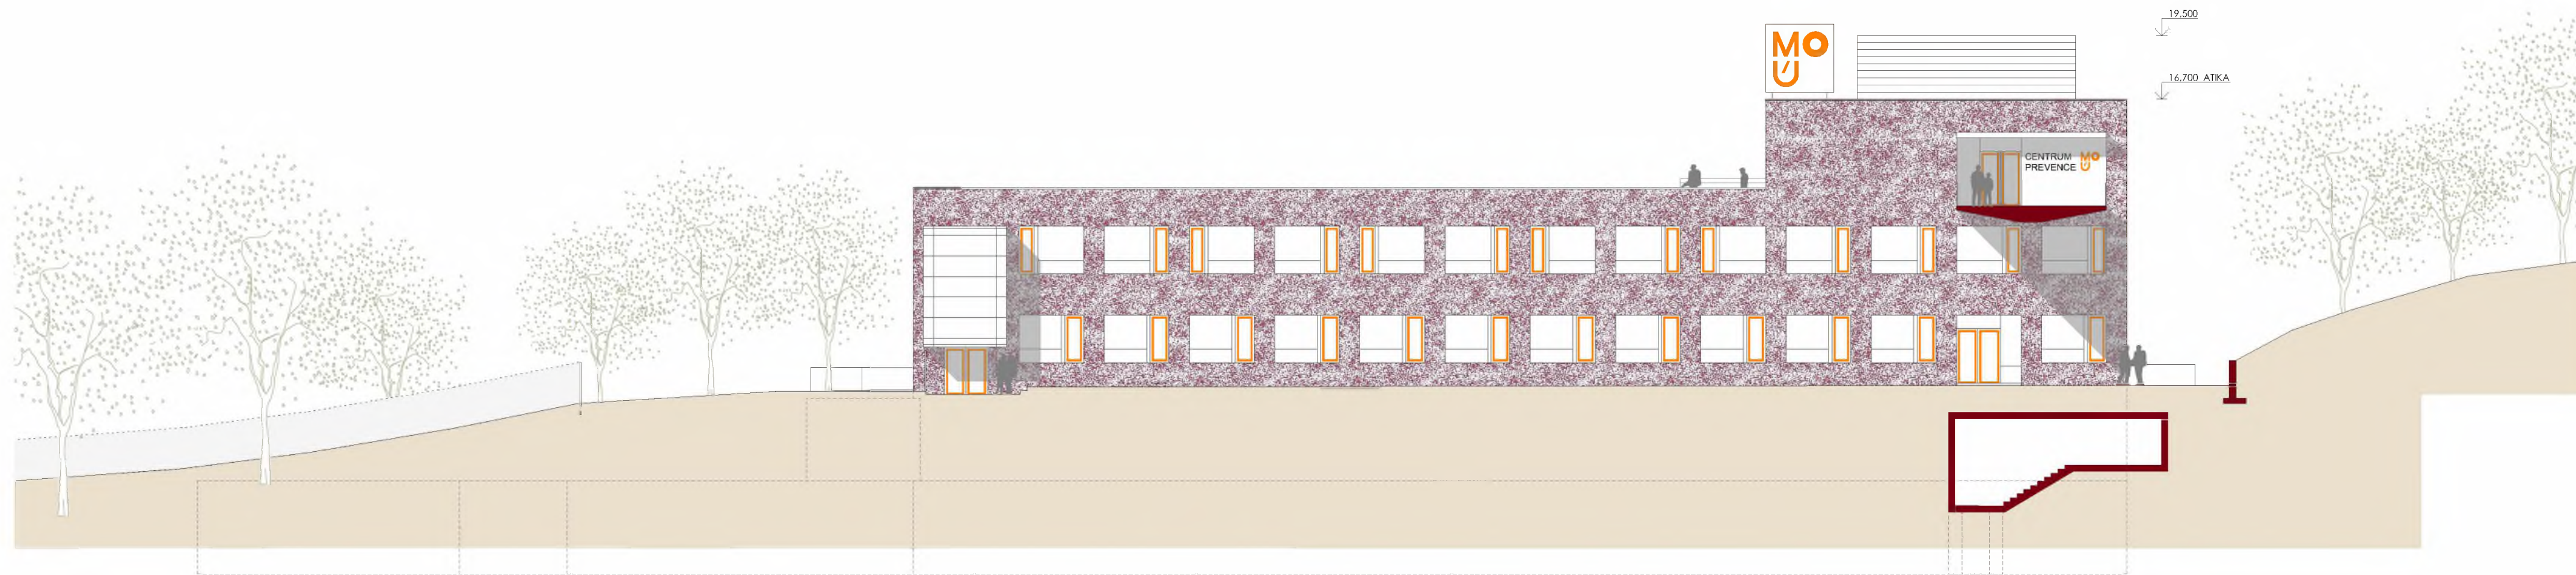 19,500
MO
Ú
16,700 ATIKA
CENTRUM MO
PREVENCE Ú